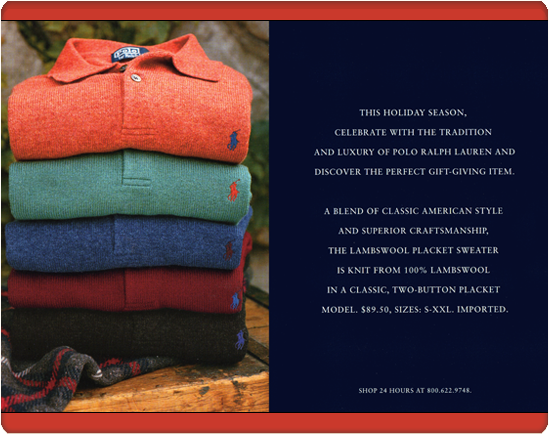 Polo
THIS HOLIDAY SEASON,
CELEBRATE WITH THE TRADITION
AND LUXURY OF POLO RALPH LAUREN AND
DISCOVER THE PERFECT GIFT-GIVING ITEM.
A BLEND OF CLASSIC AMERICAN STYLE
AND SUPERIOR CRAFTSMANSHIP,
THE LAMBSWOOL PLACKET SWEATER
IS KNIT FROM 100% LAMBSWOOL
IN A CLASSIC, TWO-BUTTON PLACKET
MODEL. $89.50, SIZES: S-XXL. IMPORTED.
SHOP 24 HOURS AT 800.622.9748.